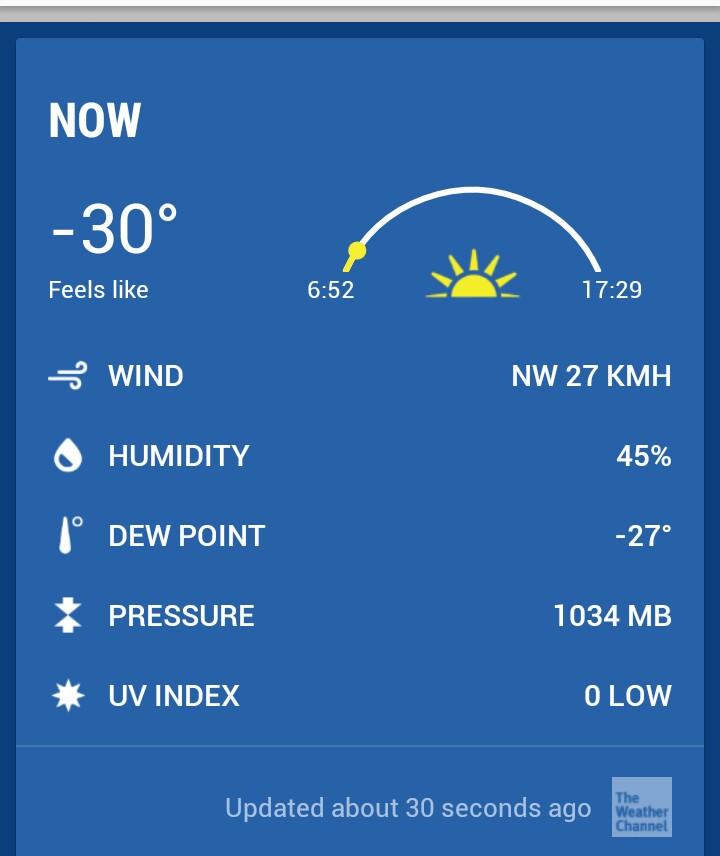 NOW
-30°
Feels like
6:52
17:29
WIND NW 27 KMH
HUMIDITY 45%
DEW POINT -27°
PRESSURE 1034 MB
UV INDEX 0 LOW
Updated about 30 seconds ago
The
Weather
Channel